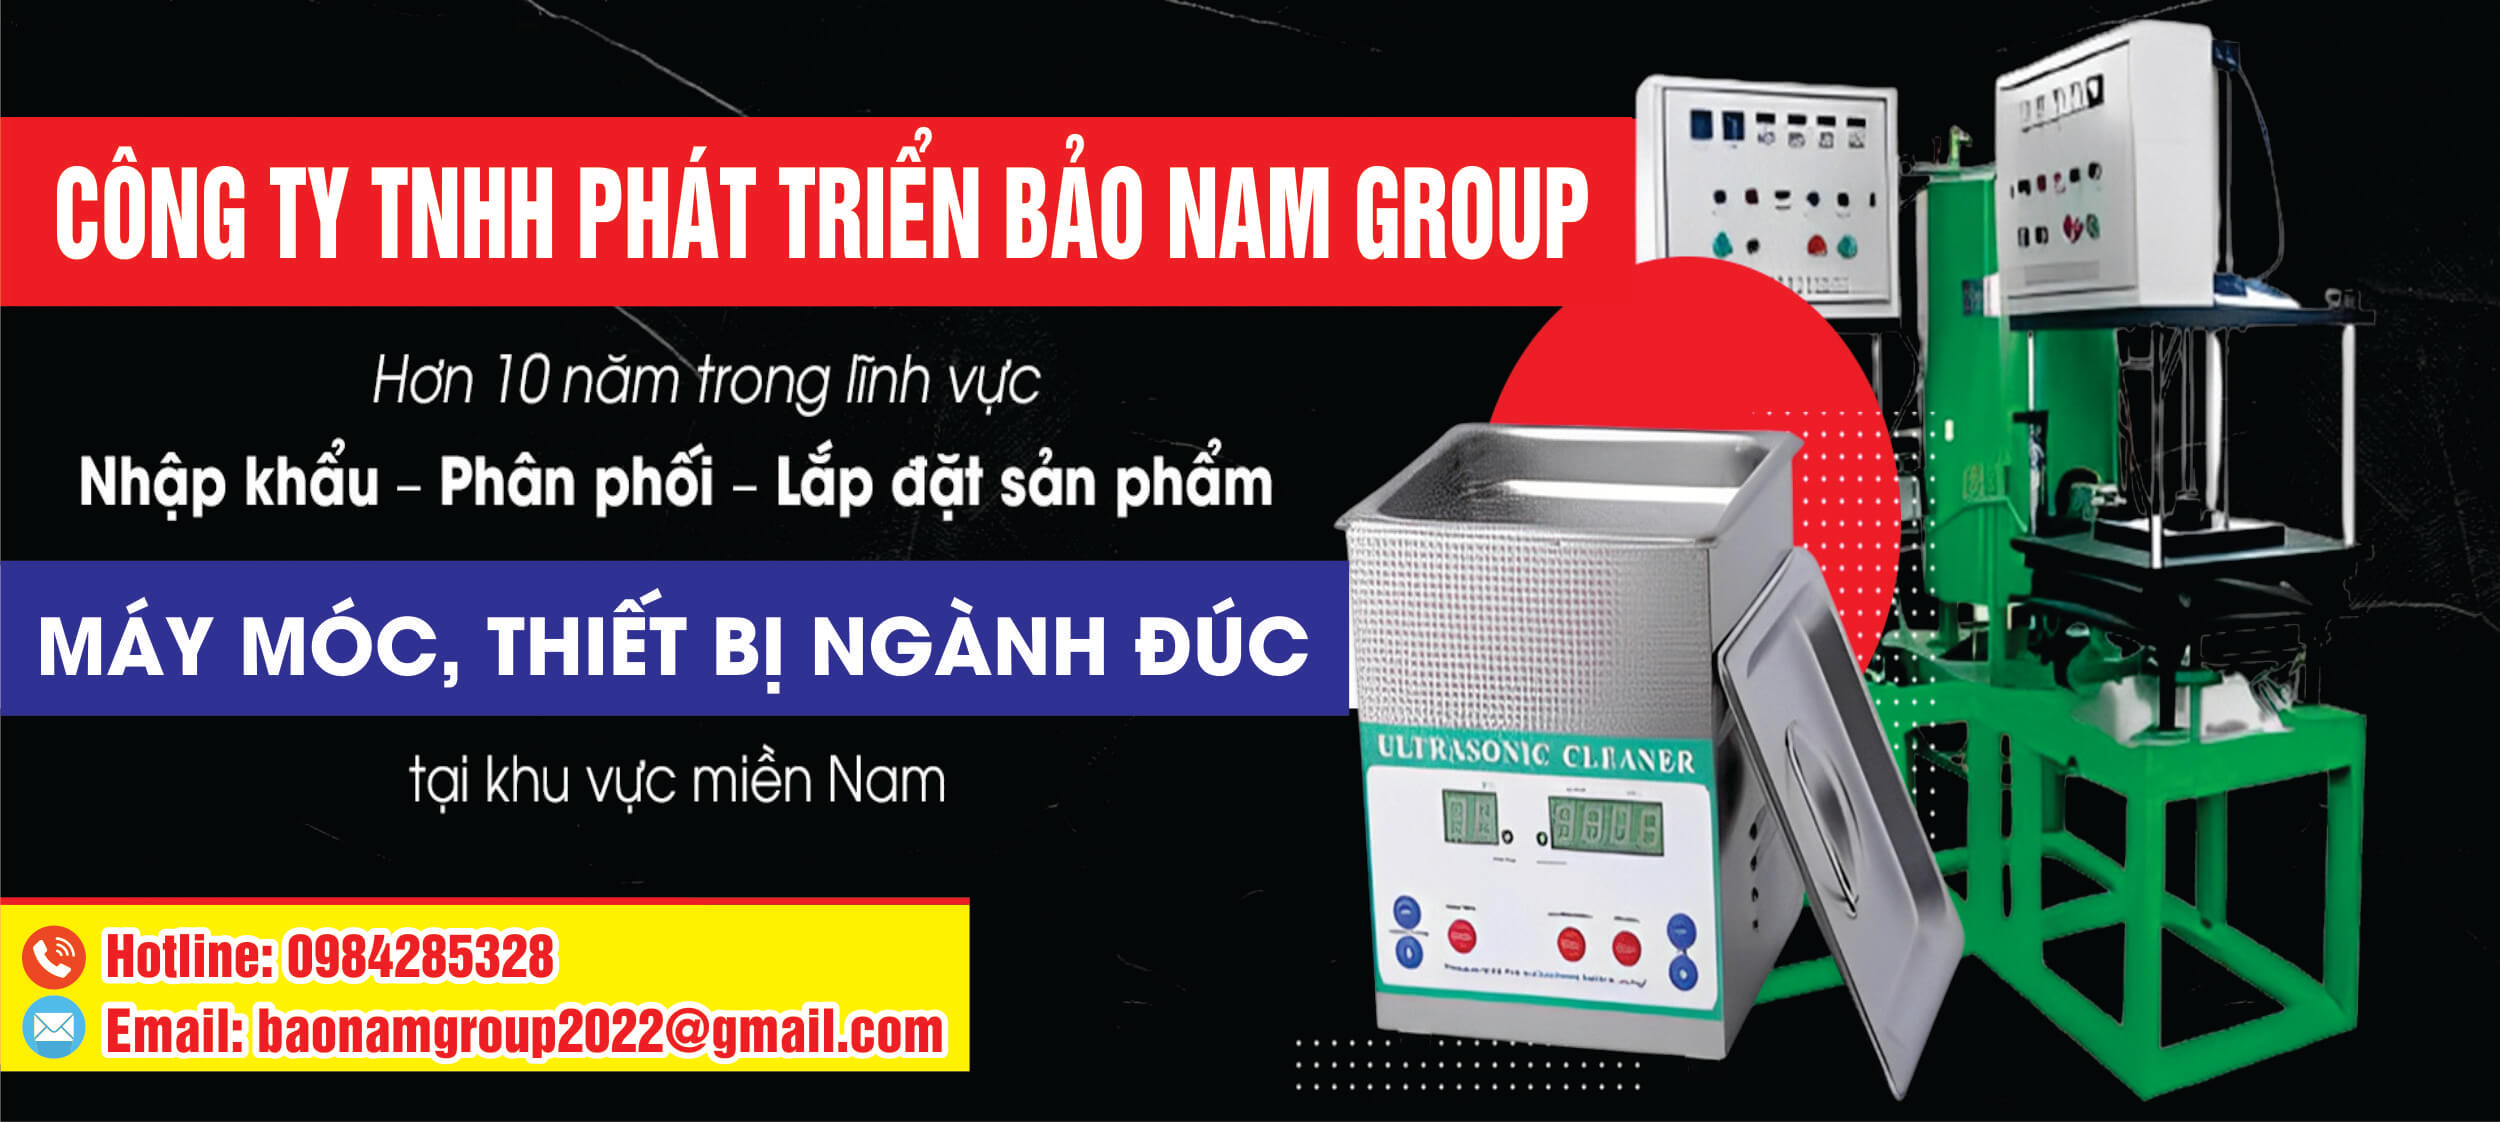 CÔNG TY TNHH PHÁT TRIỂN BẢO NAM GROUP
Hơn 10 năm trong lĩnh vực
Nhập khẩu – Phân phối – Lắp đặt sản phẩm
MÁY MÓC, THIẾT BỊ NGÀNH ĐÚC
tại khu vực miền Nam
Hotline: 0984285328
Email: baonamgroup2022@gmail.com
ULTRASONIC CLEANER